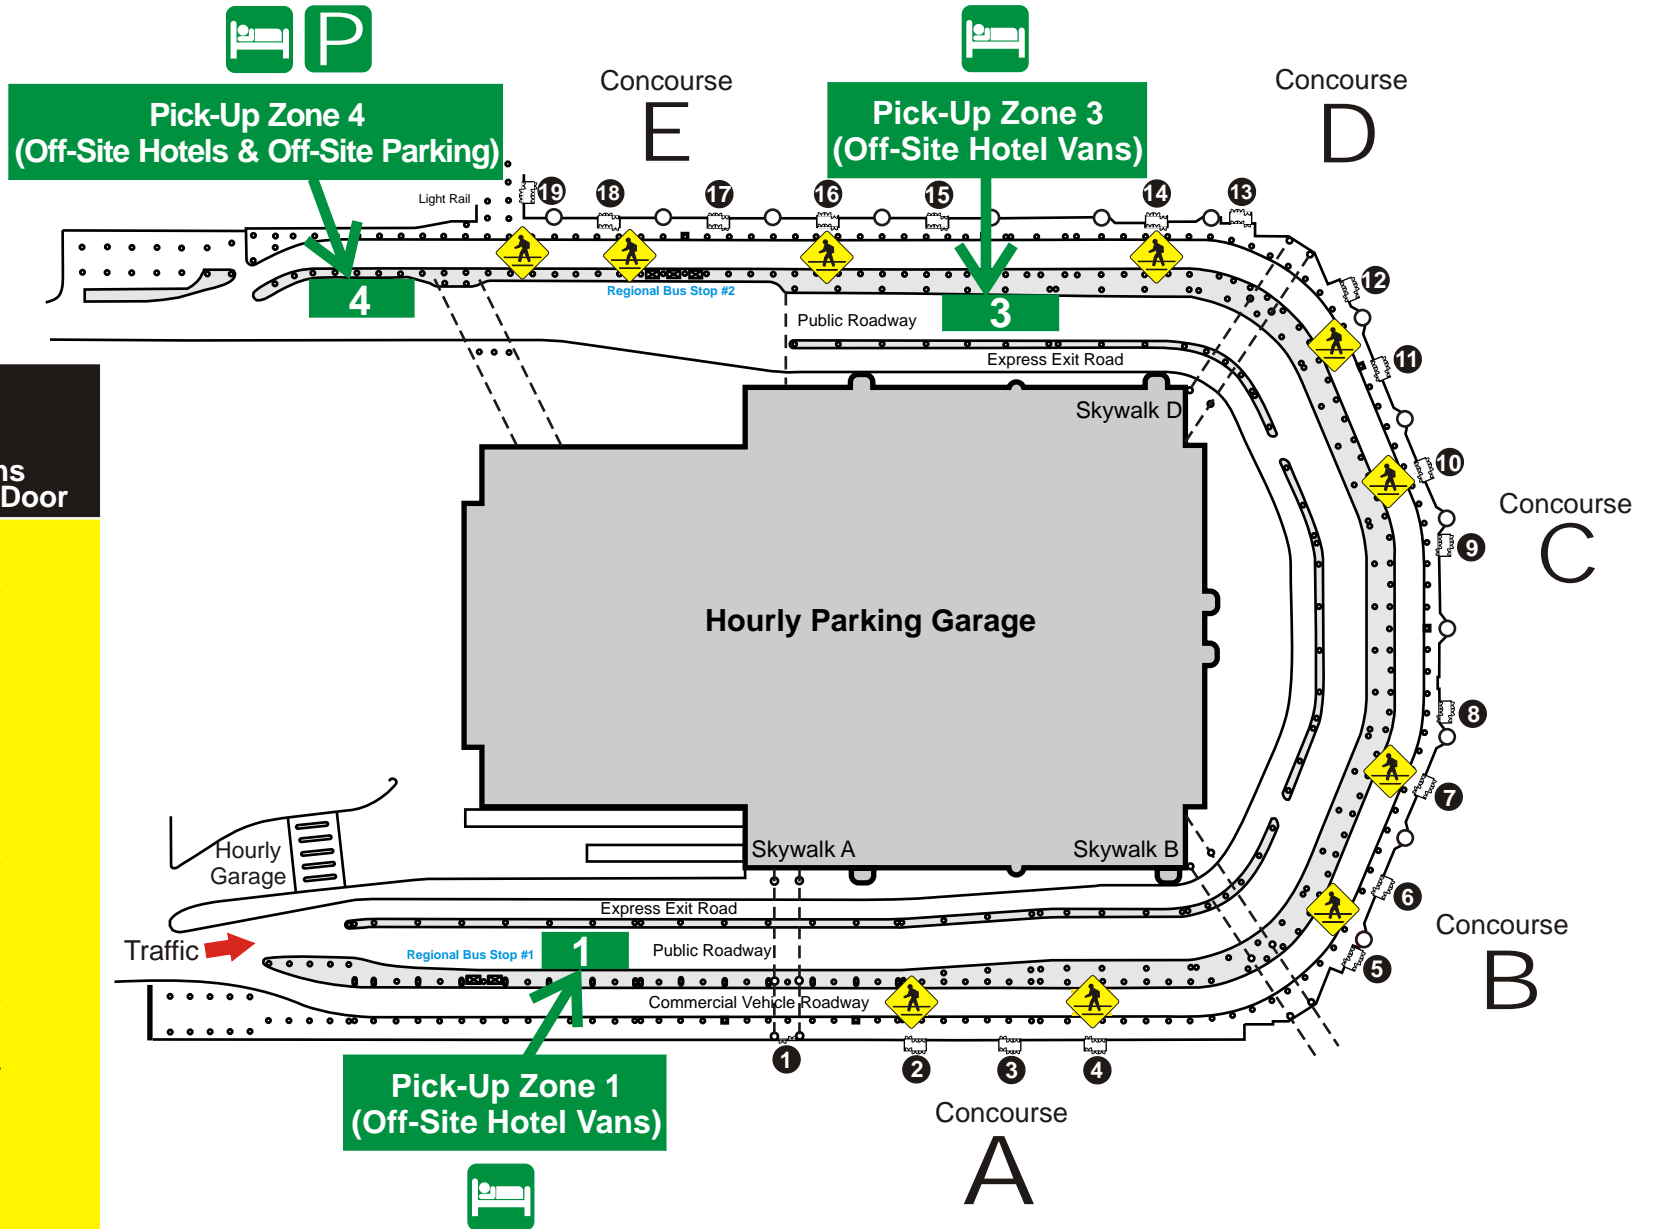 P
Pick-Up Zone 4
(Off-Site Hotels & Off-Site Parking)
Concourse
E
Pick-Up Zone 3
(Off-Site Hotel Vans)
Concourse
D
Light Rail
19
18
17
16
15
14
13
12
11
10
9
8
7
6
5
4
Regional Bus Stop #2
3
Public Roadway
Express Exit Road
Skywalk D
Door
Concourse
C
Hourly Parking Garage
Hourly
Garage
Skywalk A
Skywalk B
Express Exit Road
Traffic
Regional Bus Stop #1
1
Public Roadway
Commercial Vehicle Roadway
Concourse
B
1
2
3
4
Pick-Up Zone 1
(Off-Site Hotel Vans)
Concourse
A